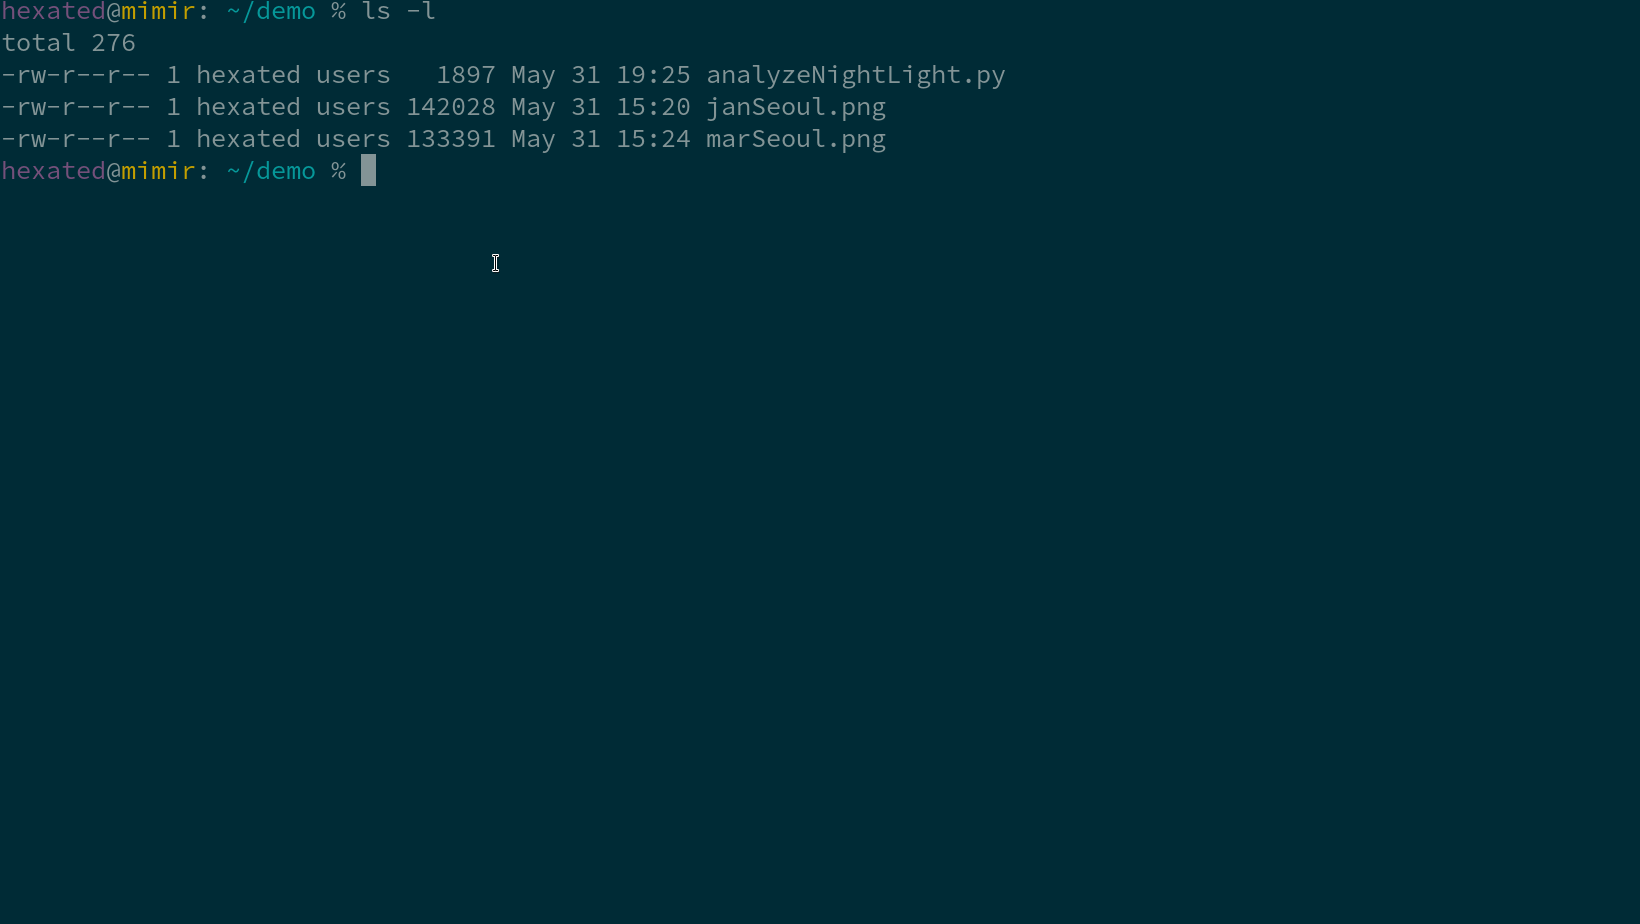 hexated@mimir: ~/demo % ls -l
total 276
-rw-r--r-- 1 hexated users   1897 May 31 19:25 analyzeNightLight.py
-rw-r--r-- 1 hexated users 142028 May 31 15:20 janSeoul.png
-rw-r--r-- 1 hexated users 133391 May 31 15:24 marSeoul.png
hexated@mimir: ~/demo %